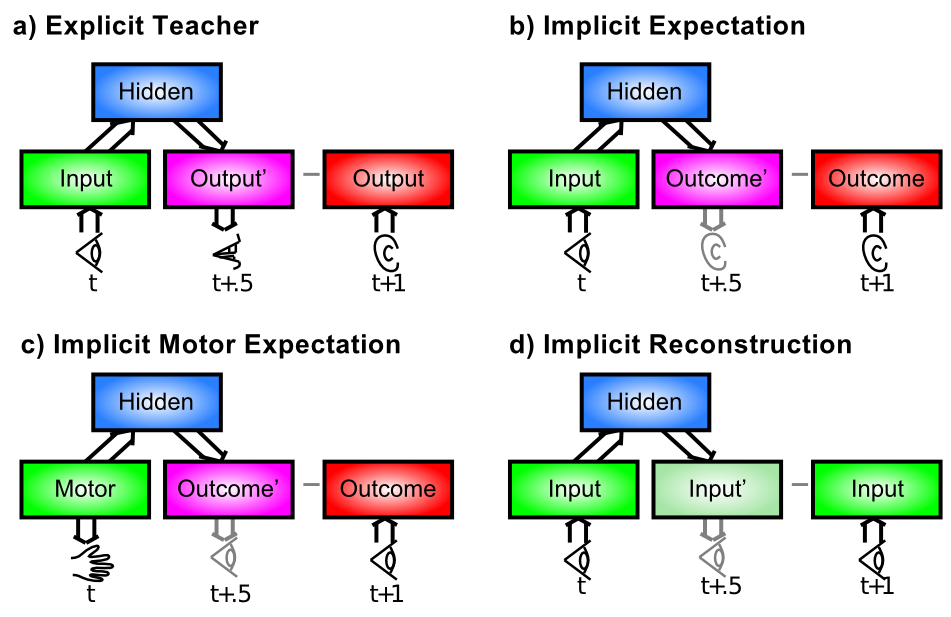 a) Explicit Teacher
Hidden
Input
Output’
–
Output
t
t+.5
t+1
b) Implicit Expectation
Hidden
Input
Outcome’
–
Outcome
t
t+.5
t+1
c) Implicit Motor Expectation
Hidden
Motor
Outcome’
–
Outcome
t
t+.5
t+1
d) Implicit Reconstruction
Hidden
Input
Input’
–
Input
t
t+.5
t+1